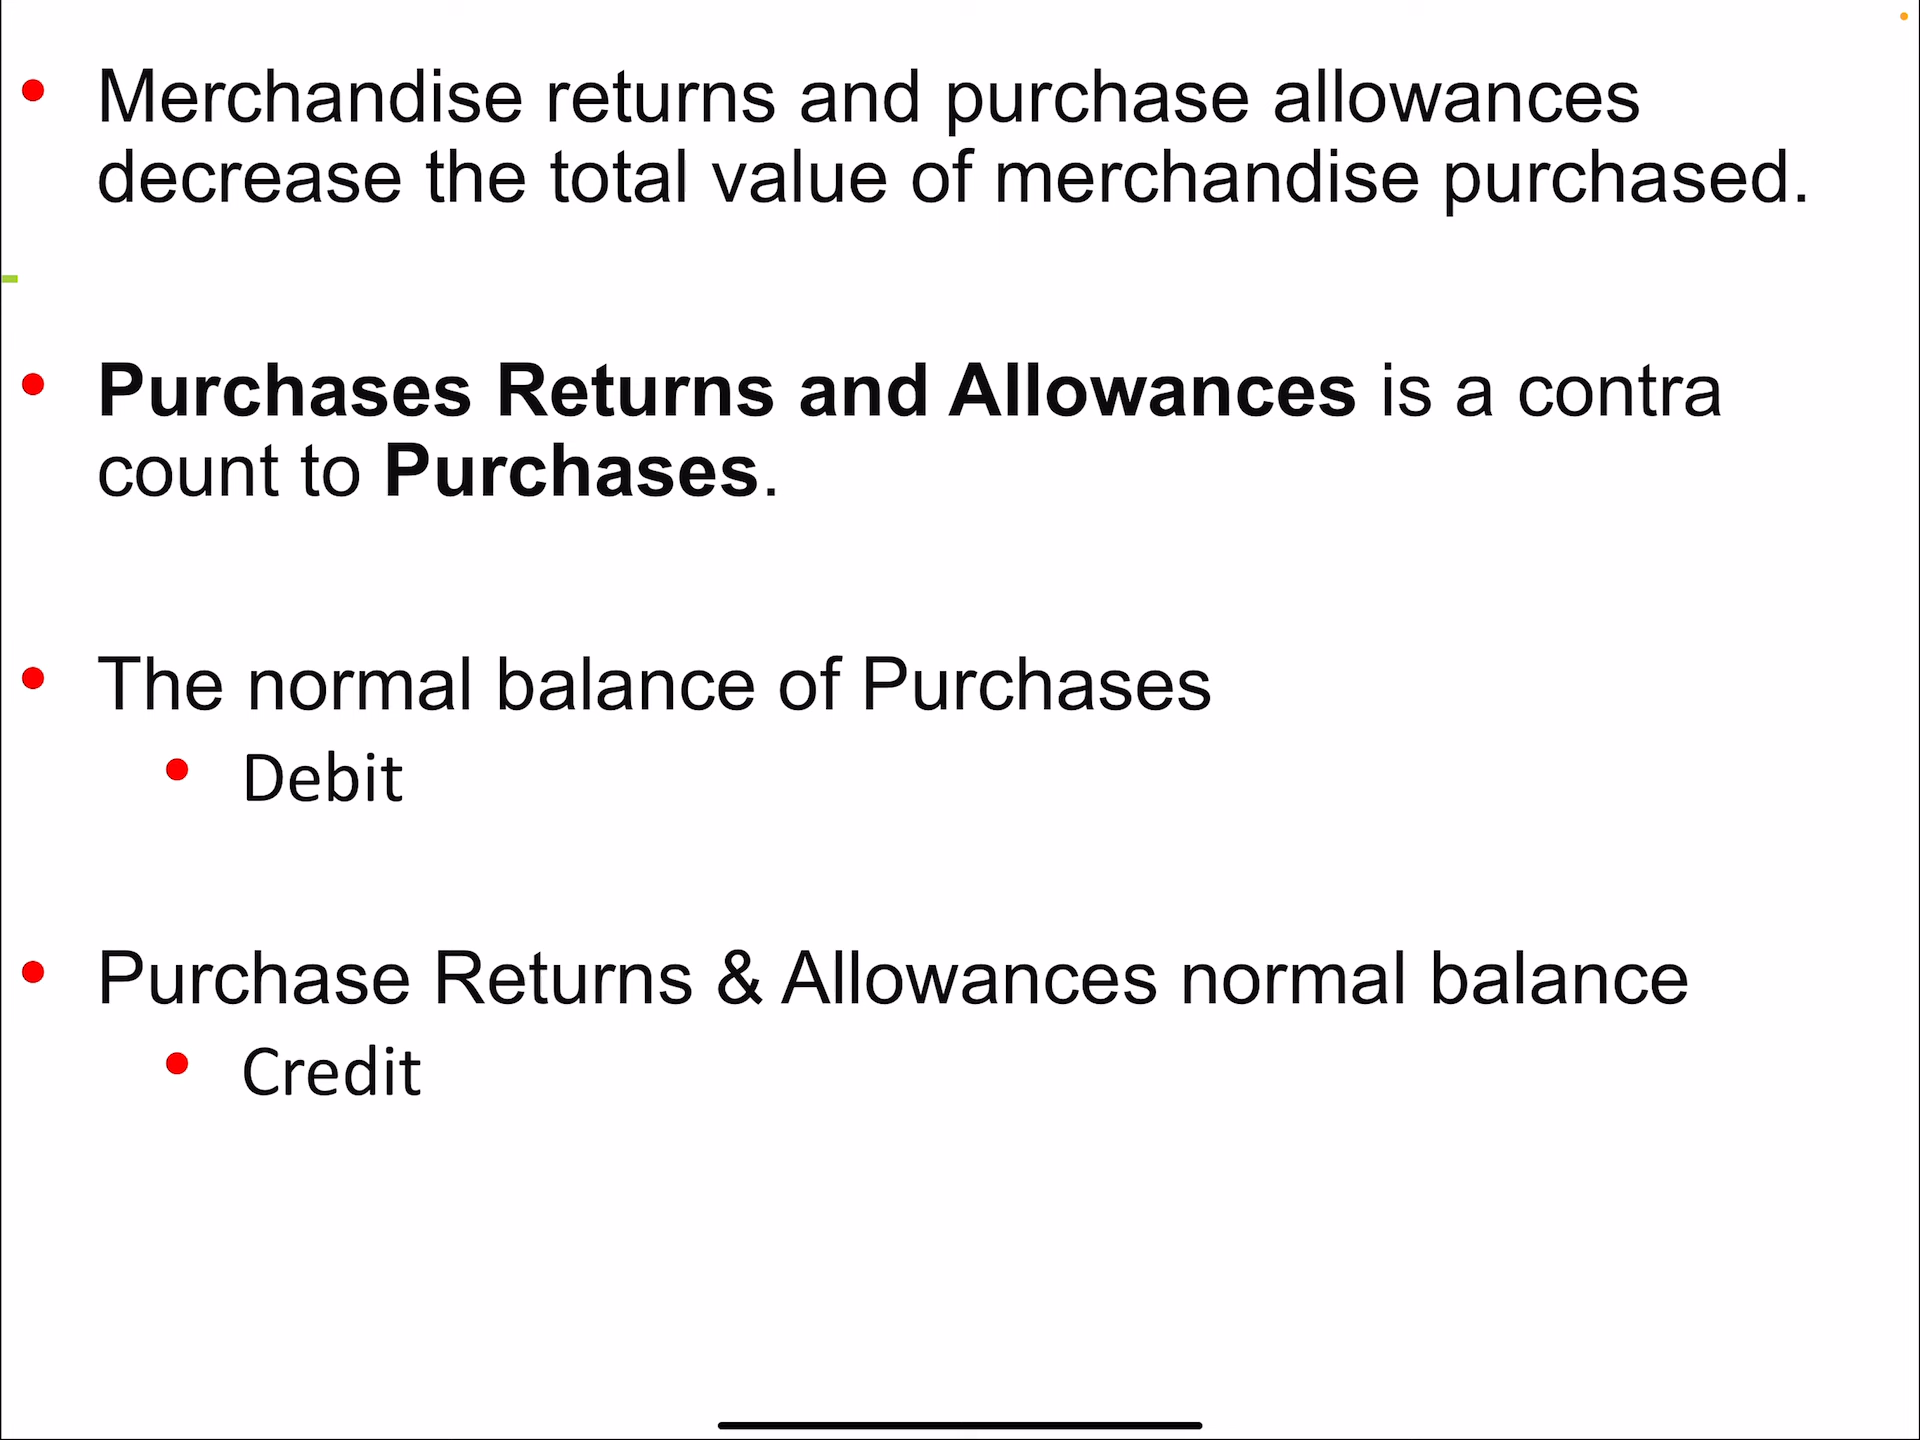 Merchandise returns and purchase allowances
decrease the total value of merchandise purchased.
Purchases Returns and Allowances is a contra
count to Purchases.
The normal balance of Purchases
Debit
Purchase Returns & Allowances normal balance
Credit